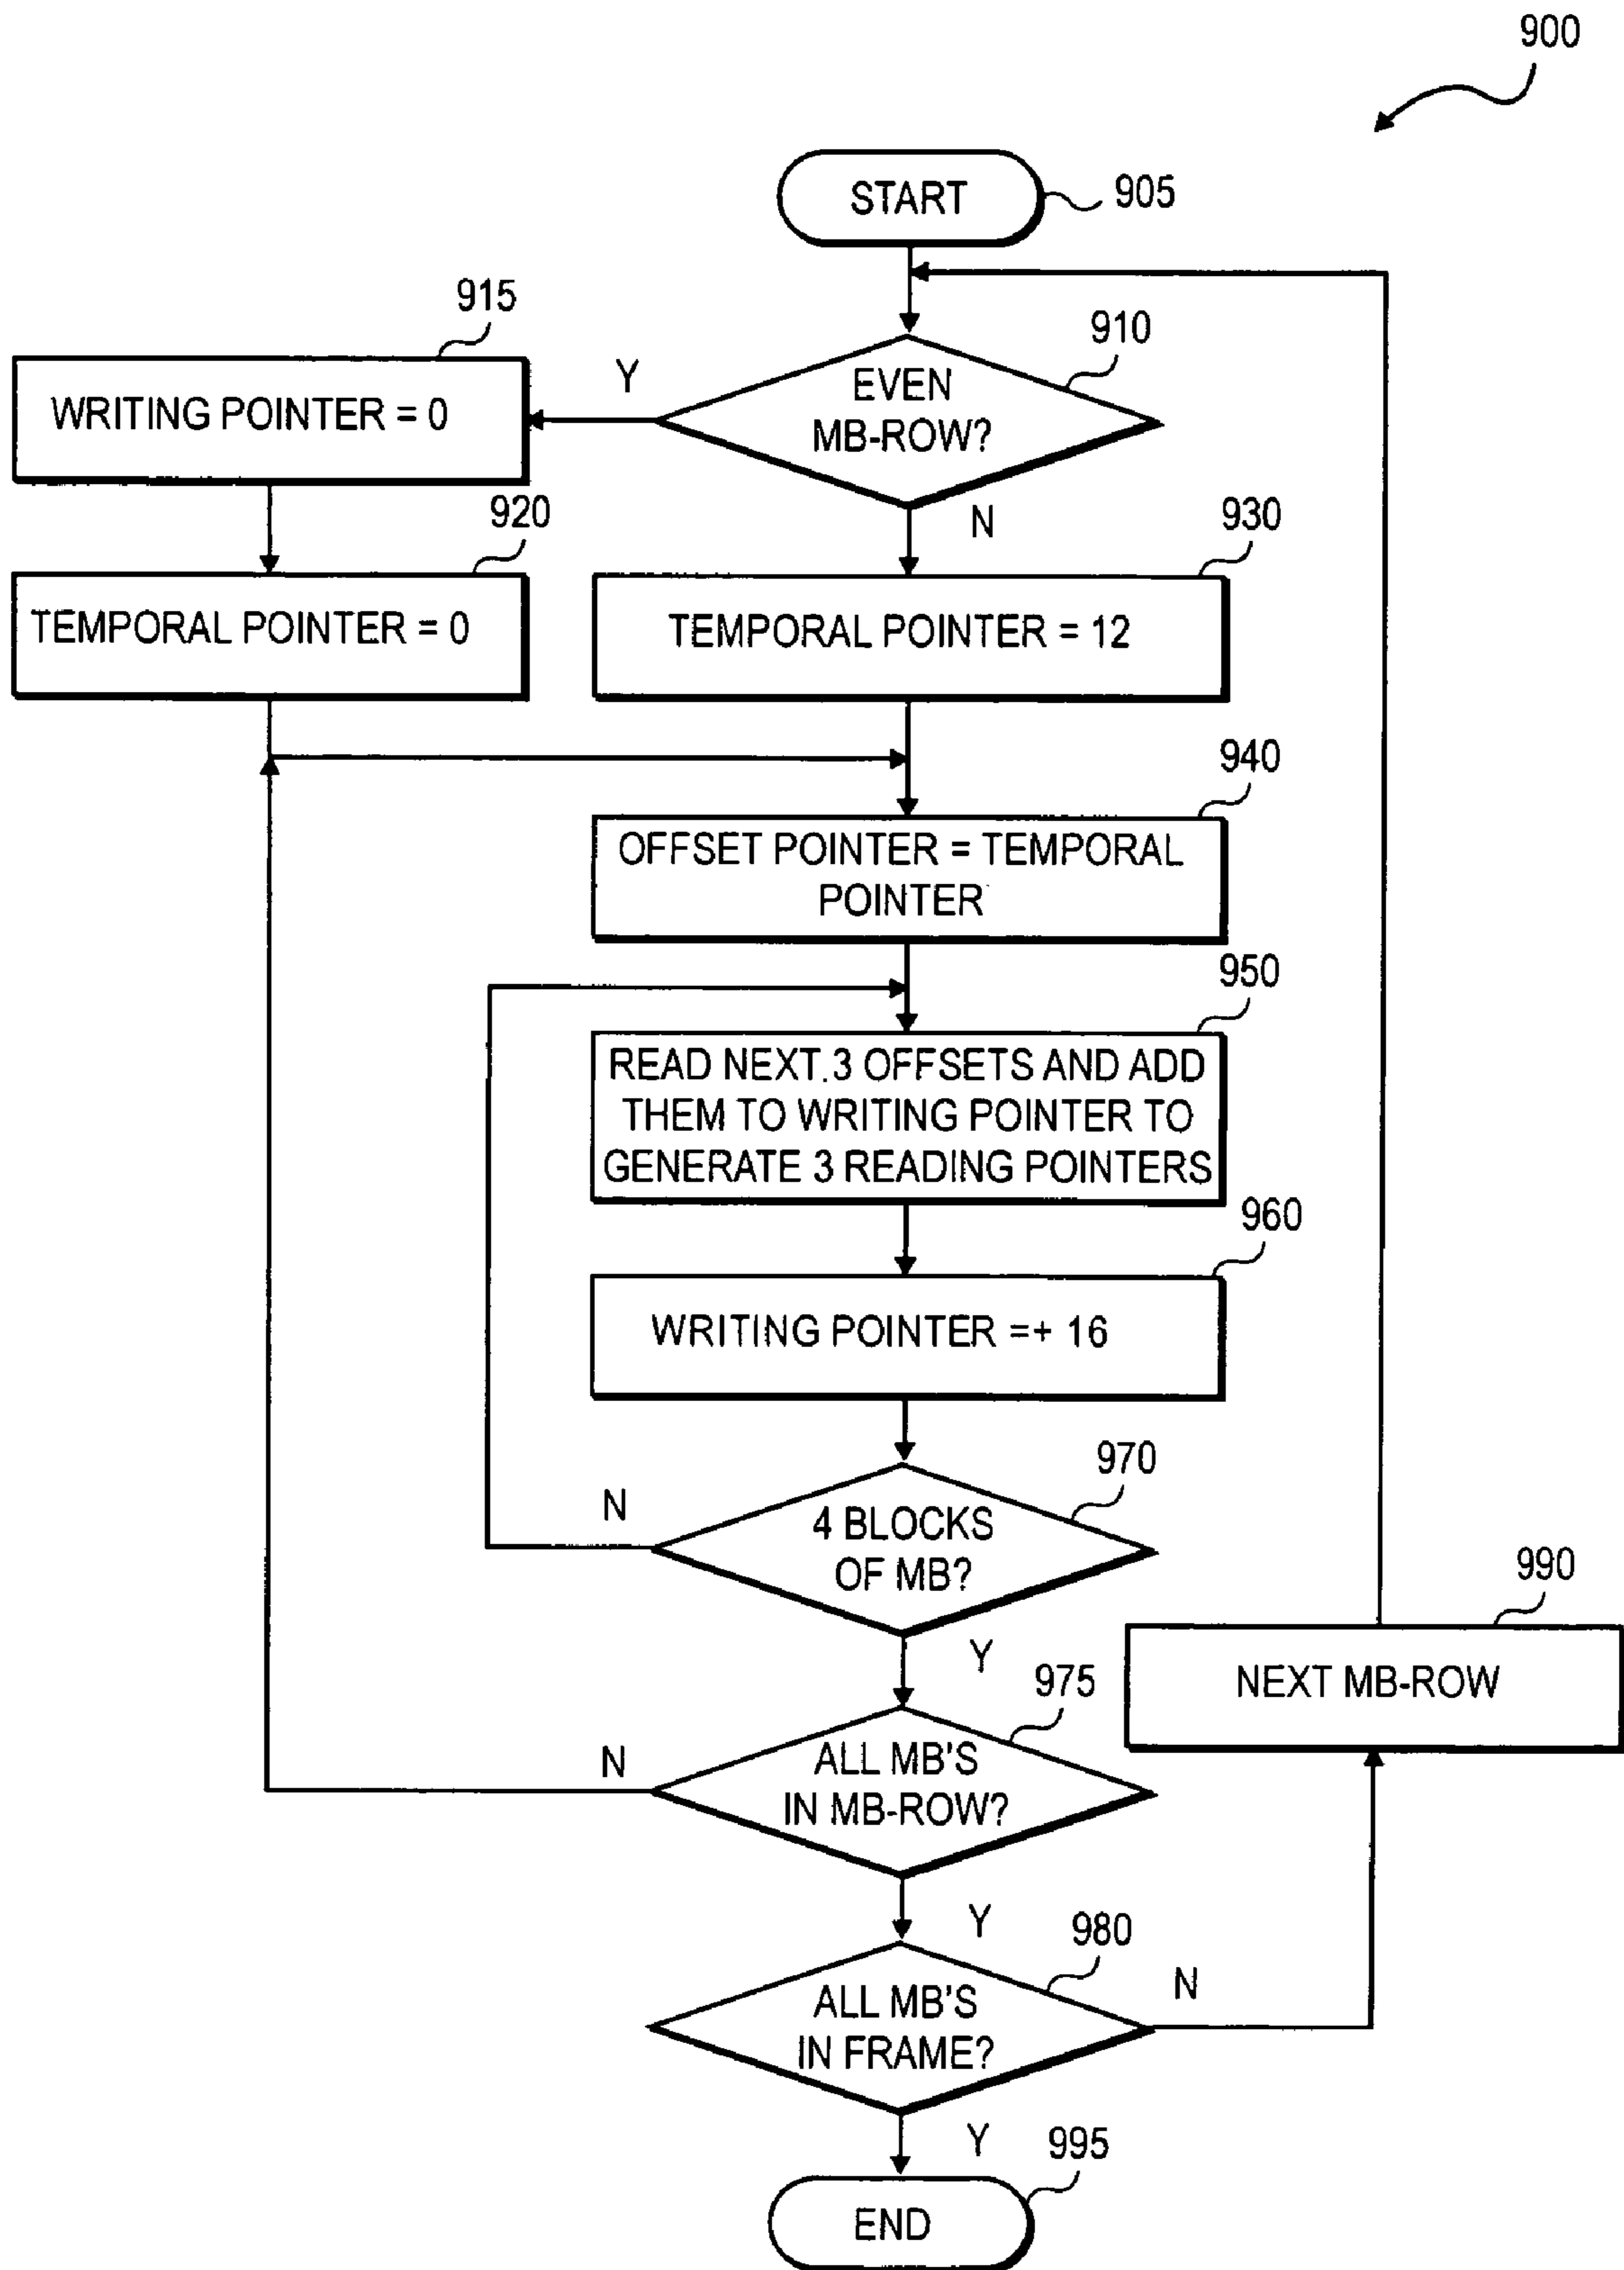 900
START
905
915
910
EVEN
MB-ROW?
Y
WRITING POINTER = 0
N
920
930
TEMPORAL POINTER = 0
TEMPORAL POINTER = 12
940
OFFSET POINTER = TEMPORAL
POINTER
950
READ NEXT.3 OFFSETS AND ADD
THEM TO WRITING POINTER TO
GENERATE 3 READING POINTERS
960
WRITING POINTER =+ 16
970
N
4 BLOCKS
OF MB?
Y
990
NEXT MB-ROW
975
N
ALL MB'S
IN MB-ROW?
Y
980
N
ALL MB'S
IN FRAME?
Y
995
END